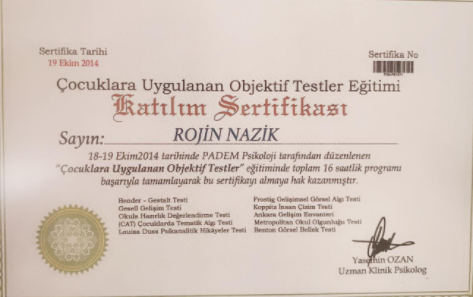 Sertifika Tarihi
19 Ekim 2014
Sertifika No
Çocuklara Uygulanan Objektif Testler Eğitimi
Katılım Sertifikası
Sayın: ROJİN NAZİK
18-19 Ekim2014 tarihinde PADEM Psikoloji tarafından düzenlenen
"Çocuklara Uygulanan Objektif Testler" eğitiminde toplam 16 saatlik programı
başarıyla tamamlayarak bu sertifikayı almaya hak kazanmıştır.
Bender - Gestalt Testi
Gesell Gelişim Testi
Okula Hazırlık Değerlendirme Testi
(CAT) Çocuklarda Tematik Algı Testi
Louisa Duss Psikanalitik Hikâyeler Testi
Frostig Gelişimsel Görsel Algı Testi
Koppitz İnsan Çizim Testi
Ankara Gelişim Envanteri
Metropolitan Okul Olgunluğu Testi
Benton Görsel Bellek Testi
Yasemin OZAN
Uzman Klinik Psikolog